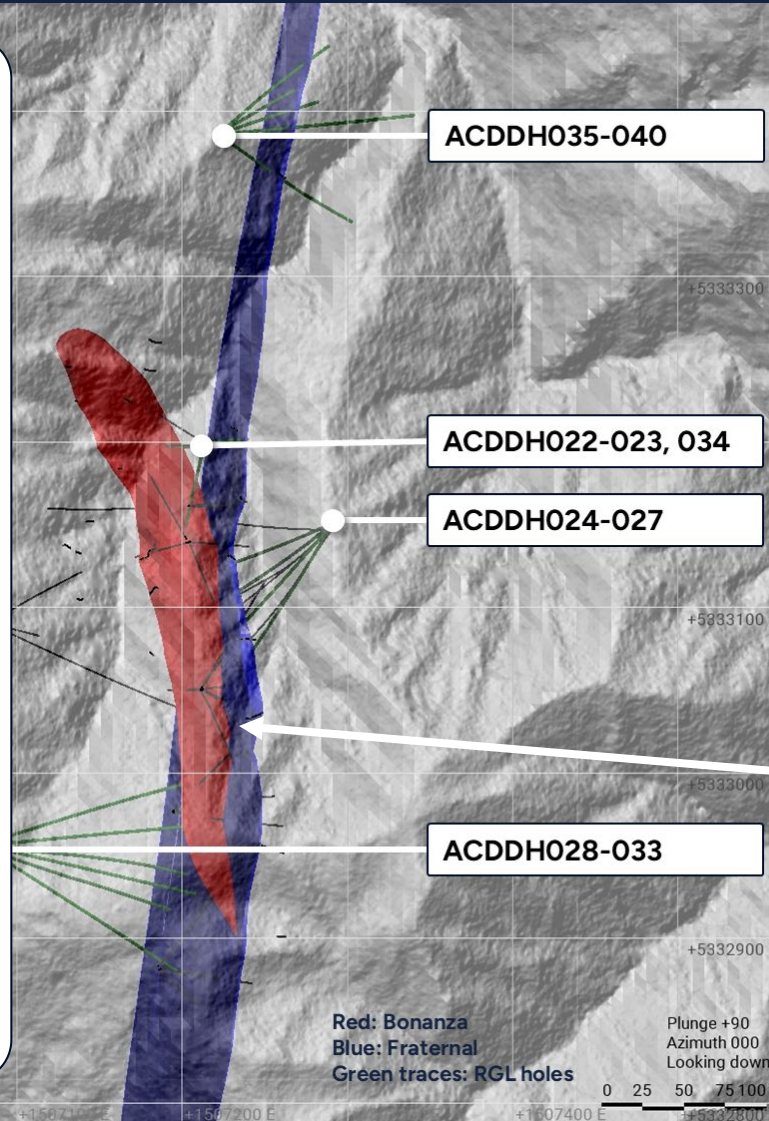 ACDDH035-040
+5333300
ACDDH022-023, 034
ACDDH024-027
+5333100
+5333000
ACDDH028-033
+5332900
Red: Bonanza
Blue: Fraternal
Green traces: RGL holes
Plunge +90
Azimuth 000
Looking down
0 25 50 75 100
+1507100 E
+1507200 E
+1507400 E
+5332800